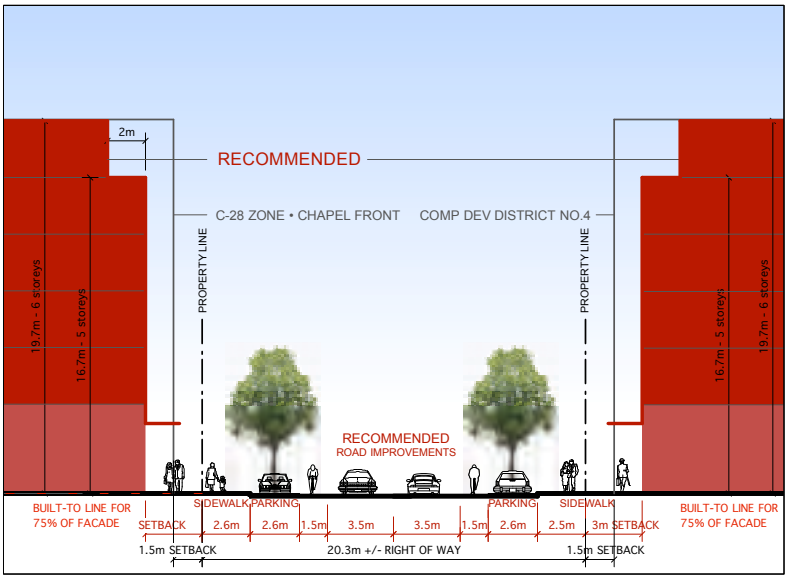 2m
RECOMMENDED
C-28 ZONE • CHAPEL FRONT
COMP DEV DISTRICT NO.4
PROPERTY LINE
PROPERTY LINE
19.7m - 6 storeys
16.7m - 5 storeys
16.7m - 5 storeys
19.7m - 6 storeys
RECOMMENDED
ROAD IMPROVEMENTS
BUILT-TO LINE FOR
75% OF FACADE
SIDEWALK PARKING
PARKING
SIDEWALK
SETBACK 2.6m 2.6m 1.5m 3.5m 3.5m 1.5m 2.6m 2.5m 3m SETBACK
BUILT-TO LINE FOR
75% OF FACADE
1.5m SETBACK
20.3m +/- RIGHT OF WAY
1.5m SETBACK